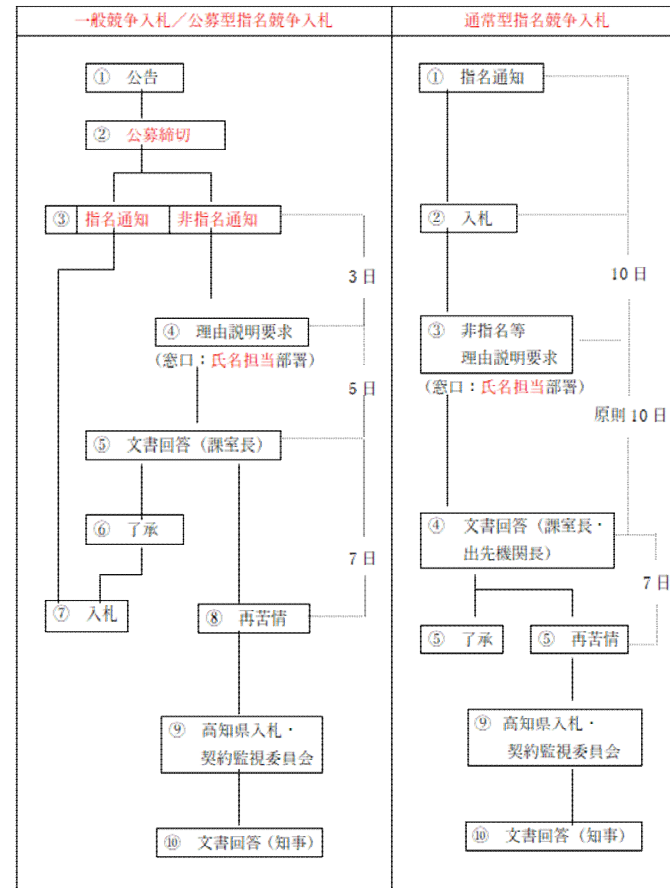 一般競争入札／公募型指名競争入札
① 公告
② 公募締切
③ 指名通知 非指名通知
3日
④ 理由説明要求
（窓口：氏名担当部署）
5日
⑤ 文書回答（課室長）
⑥ 了承
7日
⑦ 入札
⑧ 再苦情
⑨ 高知県入札・
契約監視委員会
⑩ 文書回答（知事）
通常型指名競争入札
① 指名通知
② 入札
10日
③ 非指名等
理由説明要求
（窓口：氏名担当部署）
原則10日
④ 文書回答（課室長・
出先機関長）
7日
⑤ 了承
⑤ 再苦情
⑨ 高知県入札・
契約監視委員会
⑩ 文書回答（知事）